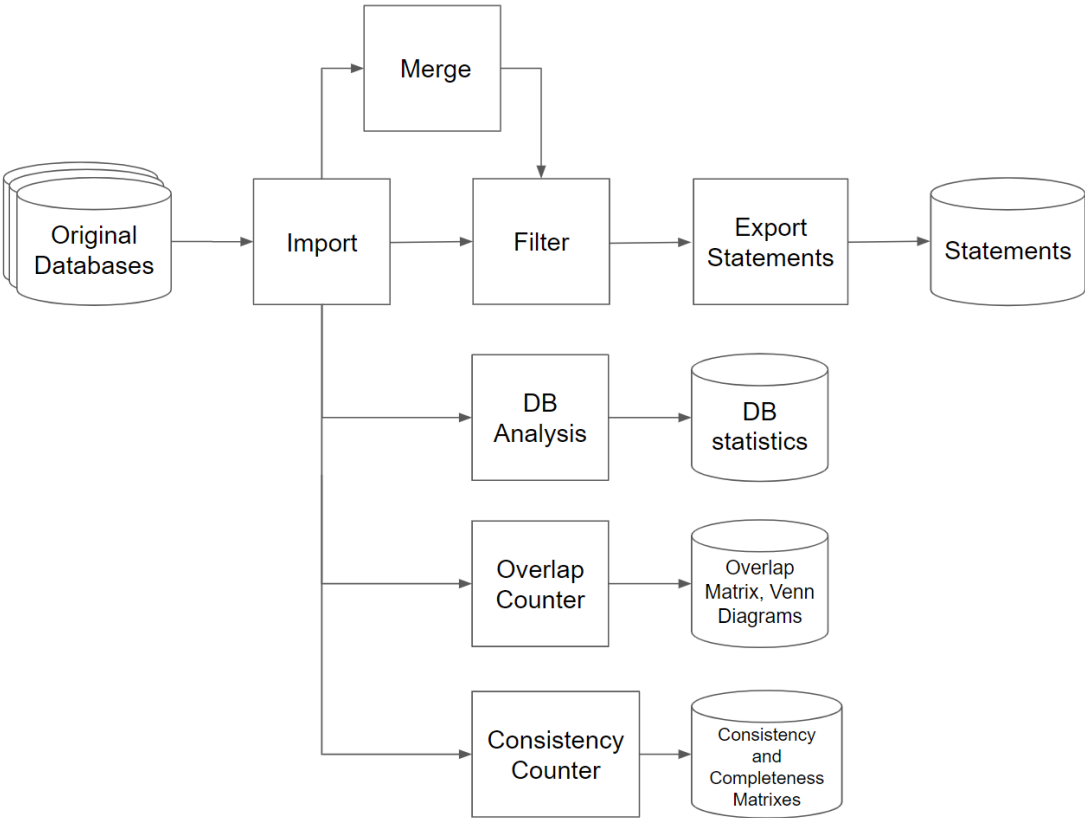 Merge
Original
Databases
Import
Filter
Export
Statements
Statements
DB
Analysis
DB
statistics
Overlap
Counter
Overlap
Matrix, Venn
Diagrams
Consistency
Counter
Consistency
and
Completeness
Matrixes